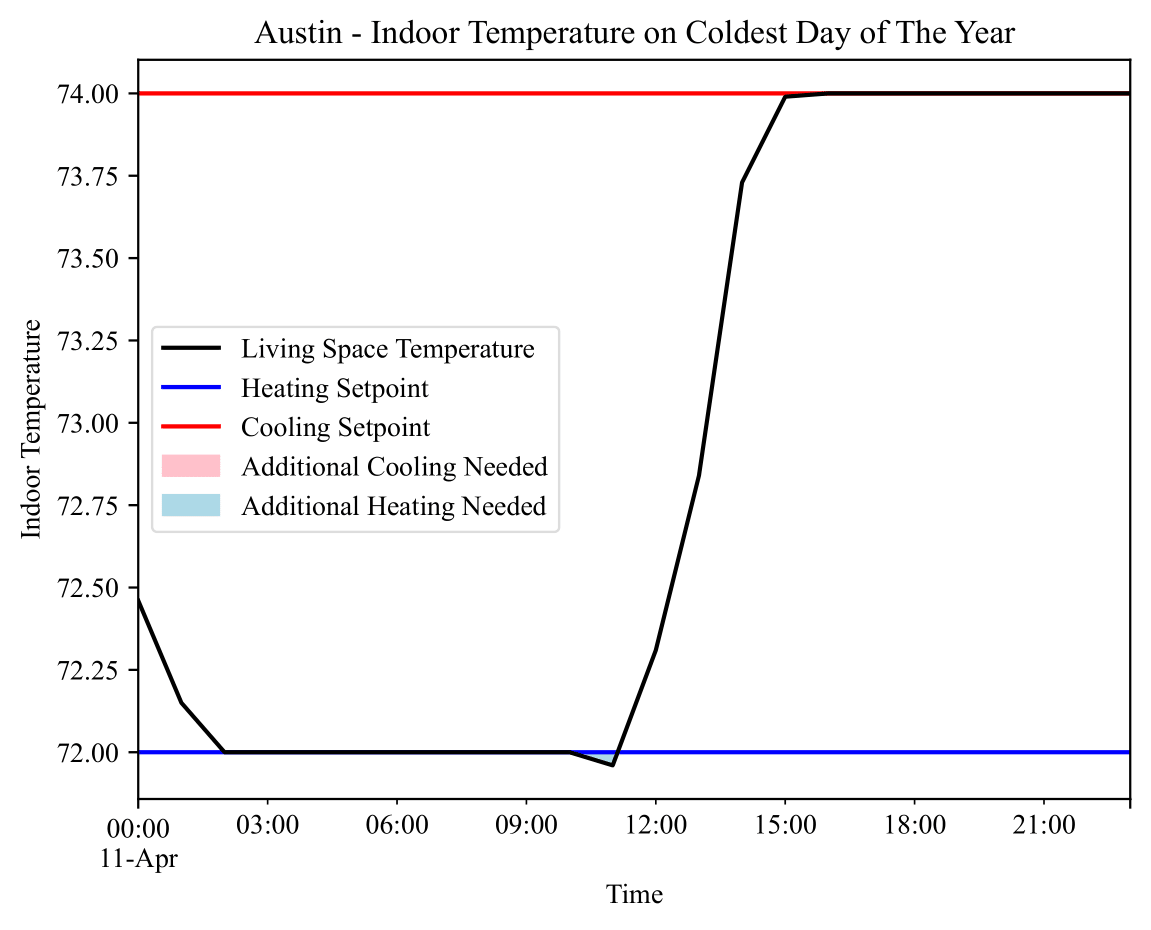 Austin - Indoor Temperature on Coldest Day of The Year
74.00
73.75
73.50
73.25
73.00
72.75
72.50
72.25
72.00
Indoor Temperature
Living Space Temperature
Heating Setpoint
Cooling Setpoint
Additional Cooling Needed
Additional Heating Needed
00:00 03:00 06:00 09:00 12:00 15:00 18:00 21:00
11-Apr
Time